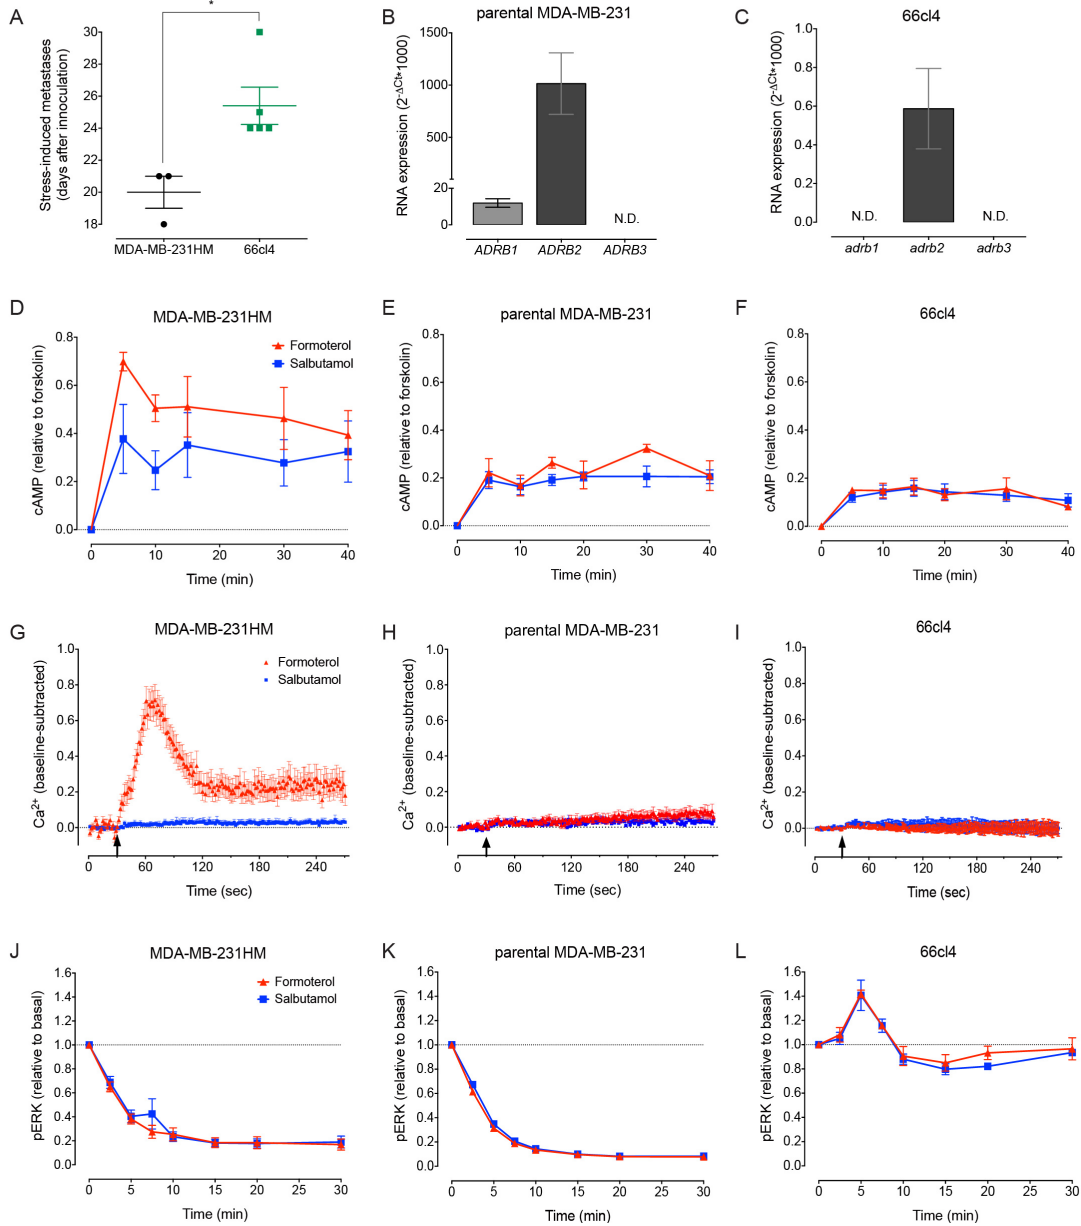 A
Stress-induced metastases
(days after innoculation)
*
30
28
26
24
22
20
18
MDA-MB-231HM
66cl4
B
parental MDA-MB-231
RNA expression (2^-ΔCt*1000)
1500
1000
500
20
0
N.D.
ADRB1
ADRB2
ADRB3
C
66cl4
RNA expression (2^-ΔCt*1000)
1.0
0.8
0.6
0.4
0.2
0.0
N.D.
N.D.
adrb1
adrb2
adrb3
D
MDA-MB-231HM
cAMP (relative to forskolin)
0.8
0.6
0.4
0.2
0.0
Formoterol
Salbutamol
0 10 20 30 40
Time (min)
E
parental MDA-MB-231
cAMP (relative to forskolin)
0.8
0.6
0.4
0.2
0.0
0 10 20 30 40
Time (min)
F
66cl4
cAMP (relative to forskolin)
0.8
0.6
0.4
0.2
0.0
0 10 20 30 40
Time (min)
G
MDA-MB-231HM
Ca2+ (baseline-subtracted)
1.0
0.8
0.6
0.4
0.2
0.0
Formoterol
Salbutamol
0 60 120 180 240
Time (sec)
H
parental MDA-MB-231
Ca2+ (baseline-subtracted)
1.0
0.8
0.6
0.4
0.2
0.0
0 60 120 180 240
Time (sec)
I
66cl4
Ca2+ (baseline-subtracted)
1.0
0.8
0.6
0.4
0.2
0.0
0 60 120 180 240
Time (sec)
J
MDA-MB-231HM
pERK (relative to basal)
1.6
1.4
1.2
1.0
0.8
0.6
0.4
0.2
0.0
Formoterol
Salbutamol
0 5 10 15 20 25 30
Time (min)
K
parental MDA-MB-231
pERK (relative to basal)
1.6
1.4
1.2
1.0
0.8
0.6
0.4
0.2
0.0
0 5 10 15 20 25 30
Time (min)
L
66cl4
pERK (relative to basal)
1.6
1.4
1.2
1.0
0.8
0.6
0.4
0.2
0.0
0 5 10 15 20 25 30
Time (min)